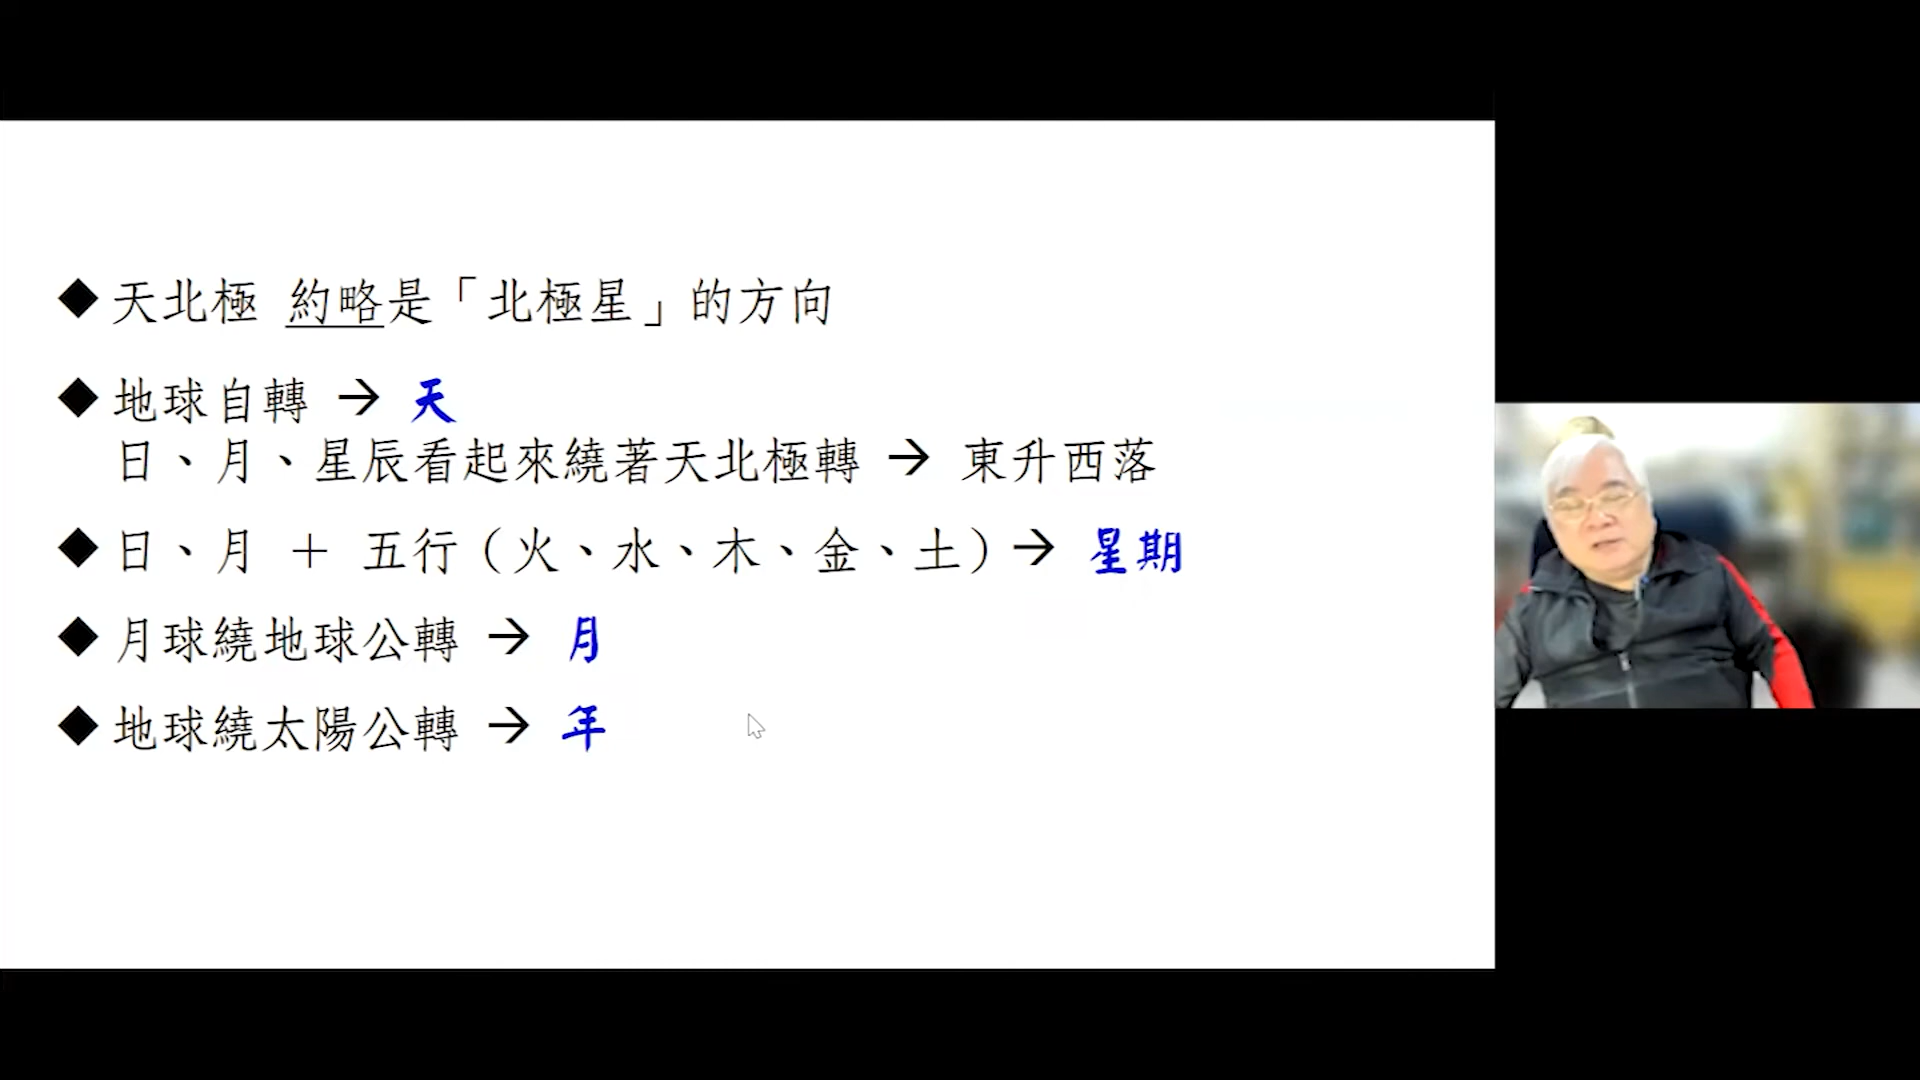 ◆ 天北極 約略是「北極星」的方向
◆ 地球自轉 → 天
日、月、星辰看起來繞著天北極轉 → 東升西落
◆ 日、月 + 五行(火、水、木、金、土)→ 星期
◆ 月球繞地球公轉 → 月
◆ 地球繞太陽公轉 → 年